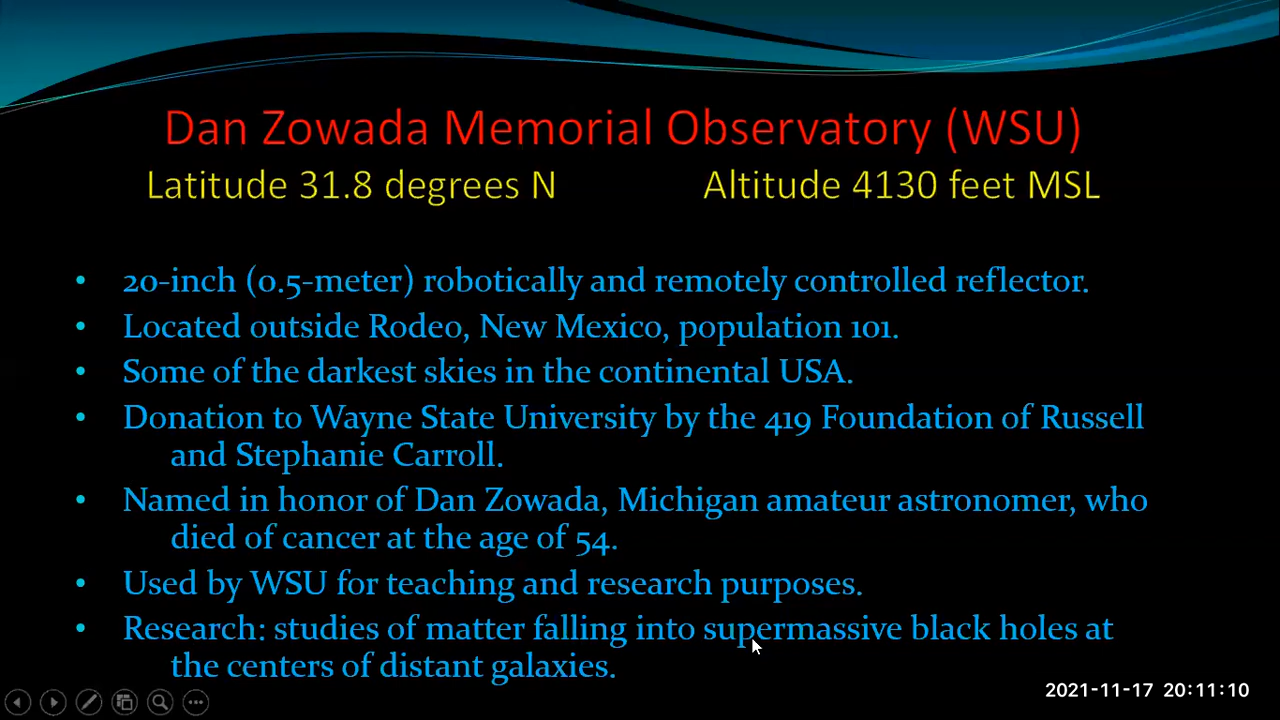 Dan Zowada Memorial Observatory (WSU)
Latitude 31.8 degrees N Altitude 4130 feet MSL
• 20-inch (0.5-meter) robotically and remotely controlled reflector.
• Located outside Rodeo, New Mexico, population 101.
• Some of the darkest skies in the continental USA.
• Donation to Wayne State University by the 419 Foundation of Russell
and Stephanie Carroll.
• Named in honor of Dan Zowada, Michigan amateur astronomer, who
died of cancer at the age of 54.
• Used by WSU for teaching and research purposes.
• Research: studies of matter falling into supermassive black holes at
the centers of distant galaxies.
2021-11-17 20:11:10